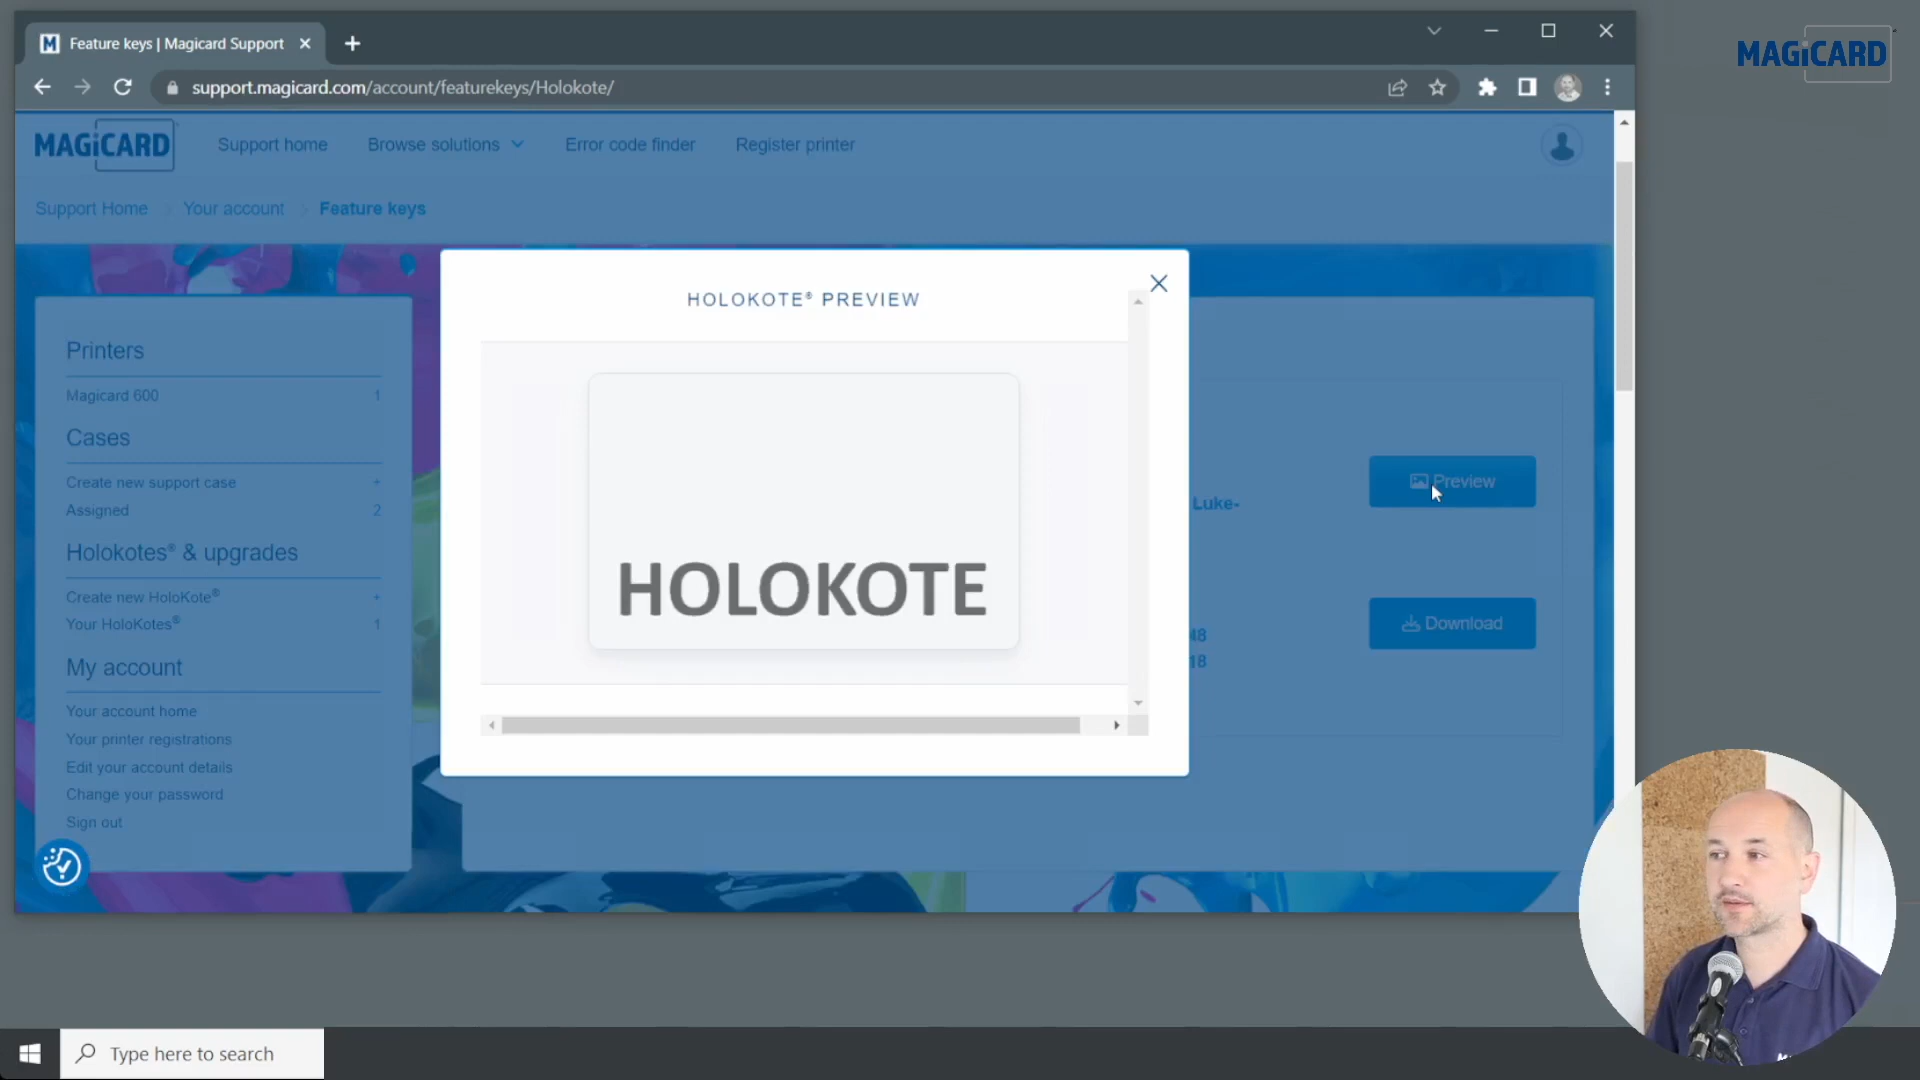 Feature keys | Magicard Support
MAGiCARD
support.magicard.com/account/featurekeys/Holokote/
MAGiCARD
Support home
Browse solutions
Error code finder
Register printer
Support Home
Your account
Feature keys
HOLOKOTE® PREVIEW
HOLOKOTE
Printers
Magicard 600 1
Cases
Create new support case +
Assigned 2
Holokotes® & upgrades
Create new HoloKote® +
Your HoloKotes® 1
My account
Your account home
Your printer registrations
Edit your account details
Change your password
Sign out
Preview
Luke-
Download
48
18
Type here to search